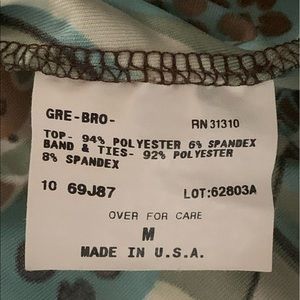 GRE-BRO- RN 31310
TOP- 94% POLYESTER 6% SPANDEX
BAND & TIES- 92% POLYESTER
8% SPANDEX
10 69J87 LOT:62803A
OVER FOR CARE
M
MADE IN U.S.A.